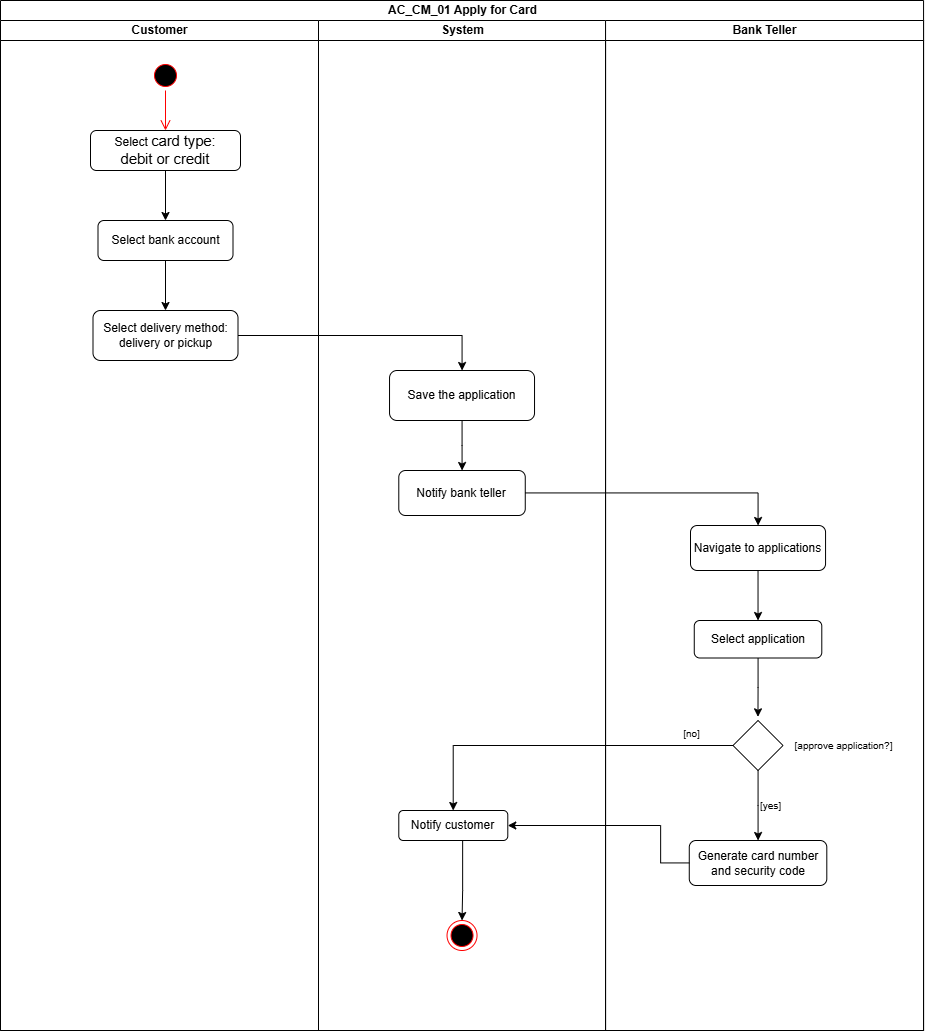 AC_CM_01 Apply for Card
Customer
System
Bank Teller
Select card type:
debit or credit
Select bank account
Select delivery method:
delivery or pickup
Save the application
Notify bank teller
Navigate to applications
Select application
[no]
[approve application?]
[yes]
Notify customer
Generate card number
and security code